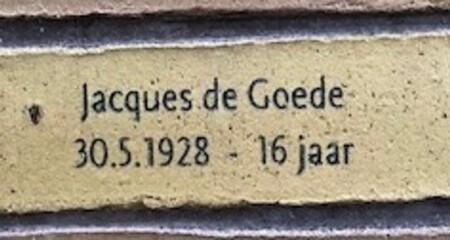 Jacques de Goede
30.5.1928 - 16 jaar